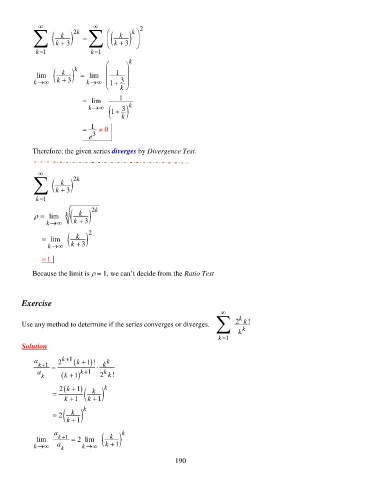 \sum_{k=1}^{\infty} \left( \frac{k}{k+3} \right)^{2k} = \sum_{k=1}^{\infty} \left( \left( \frac{k}{k+3} \right)^k \right)^2
\lim_{k \to \infty} \left( \frac{k}{k+3} \right)^k = \lim_{k \to \infty} \left( \frac{1}{1+\frac{3}{k}} \right)^k
= \lim_{k \to \infty} \frac{1}{\left( 1+\frac{3}{k} \right)^k}
= \frac{1}{e^3} \neq 0
Therefore; the given series diverges by Divergence Test.
\sum_{k=1}^{\infty} \left( \frac{k}{k+3} \right)^{2k}
\rho = \lim_{k \to \infty} \sqrt[k]{\left( \frac{k}{k+3} \right)^{2k}}
= \lim_{k \to \infty} \left( \frac{k}{k+3} \right)^2
= 1
Because the limit is ρ = 1, we can't decide from the Ratio Test
Exercise
Use any method to determine if the series converges or diverges. \sum_{k=1}^{\infty} \frac{2^k k!}{k^k}
Solution
\frac{a_{k+1}}{a_k} = \frac{2^{k+1} (k+1)!}{(k+1)^{k+1}} \cdot \frac{k^k}{2^k k!}
= \frac{2(k+1)}{k+1} \left( \frac{k}{k+1} \right)^k
= 2 \left( \frac{k}{k+1} \right)^k
\lim_{k \to \infty} \frac{a_{k+1}}{a_k} = 2 \lim_{k \to \infty} \left( \frac{k}{k+1} \right)^k
190